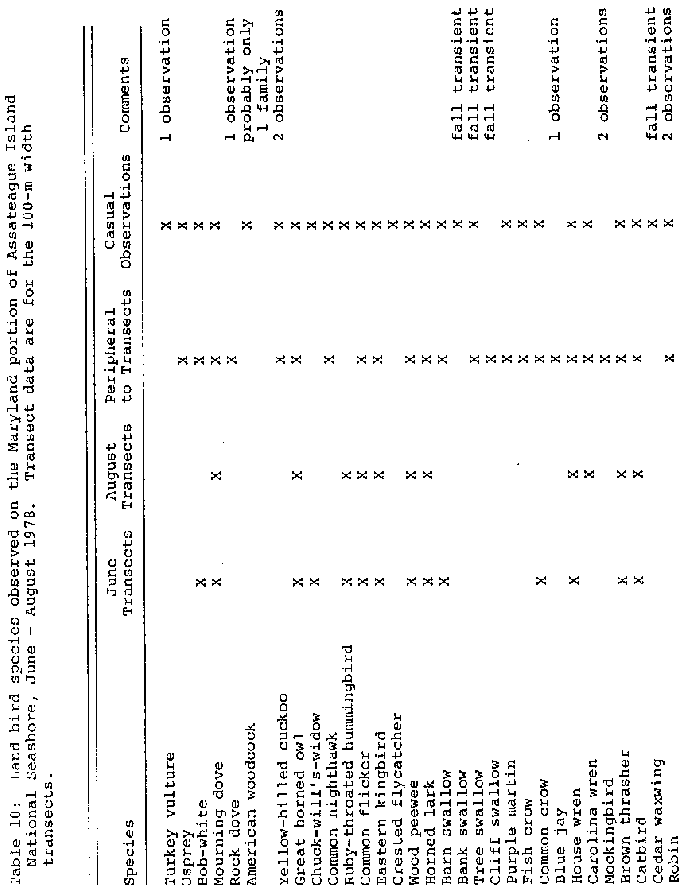 Table 10: Land bird species observed on the Maryland portion of Assateague Island
National Seashore, June - August 1978. Transect data are for the 100-m width
transects.
June August Peripheral Casual
Species Transects Transects to Transects Observations Comments
Turkey vulture X 1 observation
Osprey X X
Bob-white X X X
Mourning dove X X X X
Rock dove X 1 observation
American woodcock X probably only
1 family
Yellow-billed cuckoo X X 2 observations
Great horned owl X X X X
Chuck-will's-widow X X
Common nighthawk X X
Ruby-throated hummingbird X X X
Common flicker X X X X
Eastern kingbird X X X X
Crested flycatcher X
Wood peewee X X X X
Horned lark X X X X
Barn swallow X X X
Bank swallow X fall transient
Tree swallow X X fall transient
Cliff swallow X fall transient
Purple martin X X
Fish crow X X
Common crow X X X
Blue jay X 1 observation
House wren X X X X
Carolina wren X X X
Mockingbird X 2 observations
Brown thrasher X X X X
Catbird X X X X
Cedar waxwing X fall transient
Robin X X 2 observations